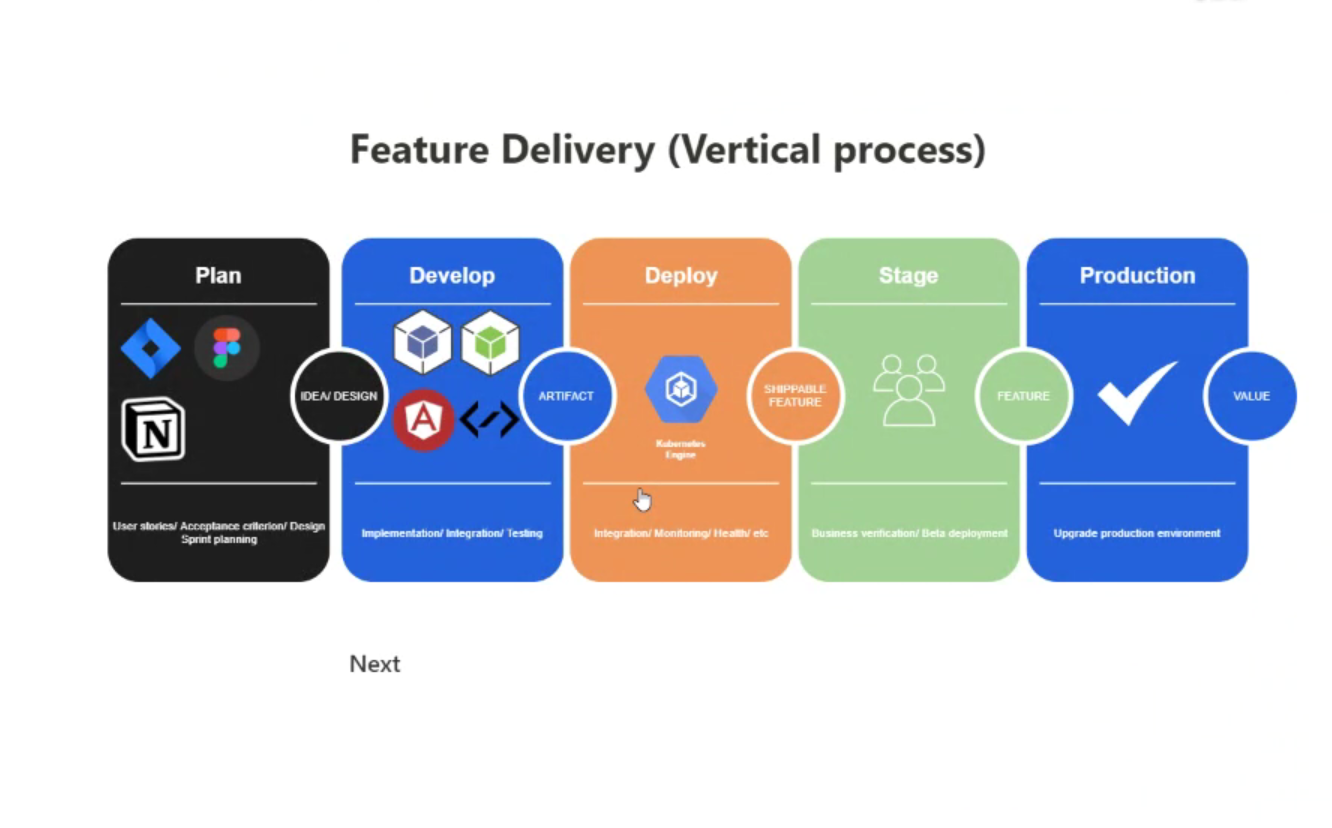 Feature Delivery (Vertical process)
Plan
Develop
Deploy
Stage
Production
IDEA/ DESIGN
ARTIFACT
SHIPPABLE
FEATURE
FEATURE
VALUE
N
A
Kubernetes
Engine
User stories/ Acceptance criterion/ Design
Sprint planning
Implementation/ Integration/ Testing
Integration/ Monitoring/ Health/ etc
Business verification/ Beta deployment
Upgrade production environment
Next